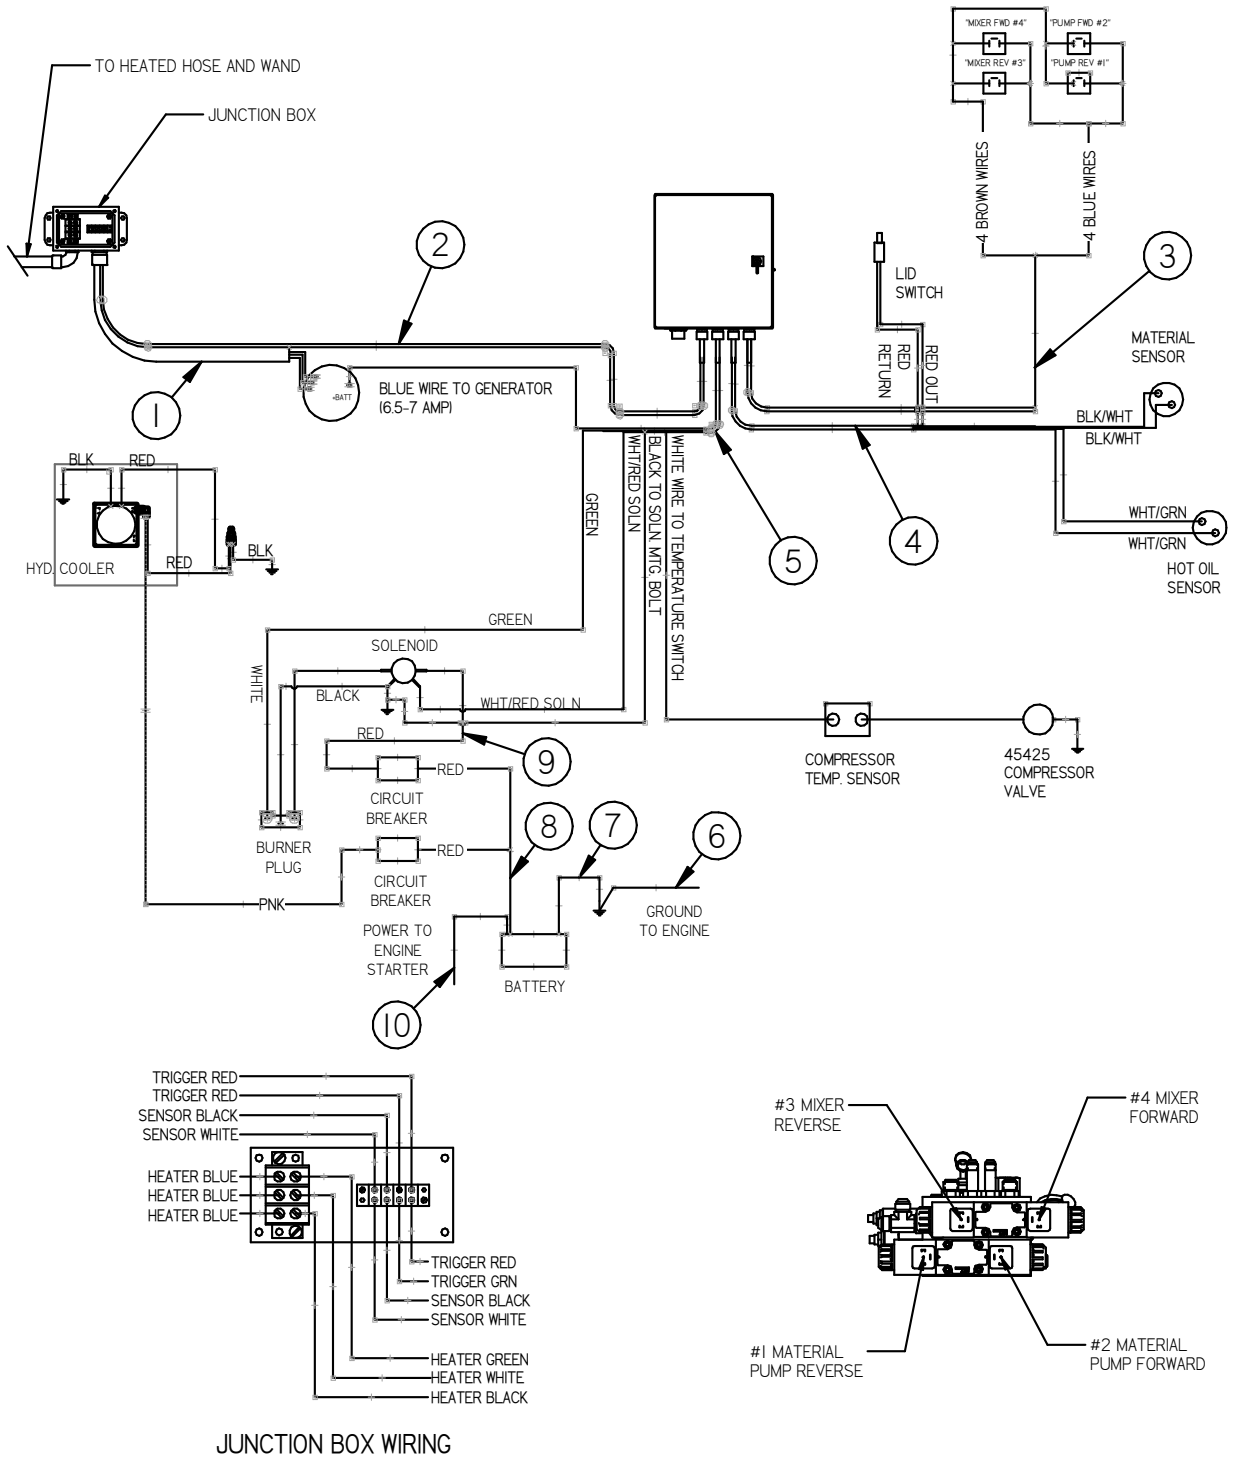 "MIXER FWD #4"
"PUMP FWD #2"
"MIXER REV #3"
"PUMP REV #1"
TO HEATED HOSE AND WAND
JUNCTION BOX
4 BROWN WIRES
4 BLUE WIRES
2
3
LID
SWITCH
RED
RETURN
RED OUT
MATERIAL
SENSOR
1
+BATT
BLUE WIRE TO GENERATOR
(6.5-7 AMP)
BLK/WHT
BLK/WHT
BLK
RED
GREEN
WHT/RED SOLN
BLACK TO SOLN. MTG. BOLT
WHITE WIRE TO TEMPERATURE SWITCH
5
4
WHT/GRN
WHT/GRN
HOT OIL
SENSOR
BLK
RED
HYD. COOLER
GREEN
SOLENOID
WHITE
BLACK
WHT/RED SOLN
RED
9
RED
CIRCUIT
BREAKER
COMPRESSOR
TEMP. SENSOR
45425
COMPRESSOR
VALVE
BURNER
PLUG
8
7
6
RED
CIRCUIT
BREAKER
PNK
GROUND
TO ENGINE
POWER TO
ENGINE
STARTER
BATTERY
10
TRIGGER RED
TRIGGER RED
SENSOR BLACK
SENSOR WHITE
HEATER BLUE
HEATER BLUE
HEATER BLUE
TRIGGER RED
TRIGGER GRN
SENSOR BLACK
SENSOR WHITE
HEATER GREEN
HEATER WHITE
HEATER BLACK
JUNCTION BOX WIRING
#3 MIXER
REVERSE
#4 MIXER
FORWARD
#1 MATERIAL
PUMP REVERSE
#2 MATERIAL
PUMP FORWARD